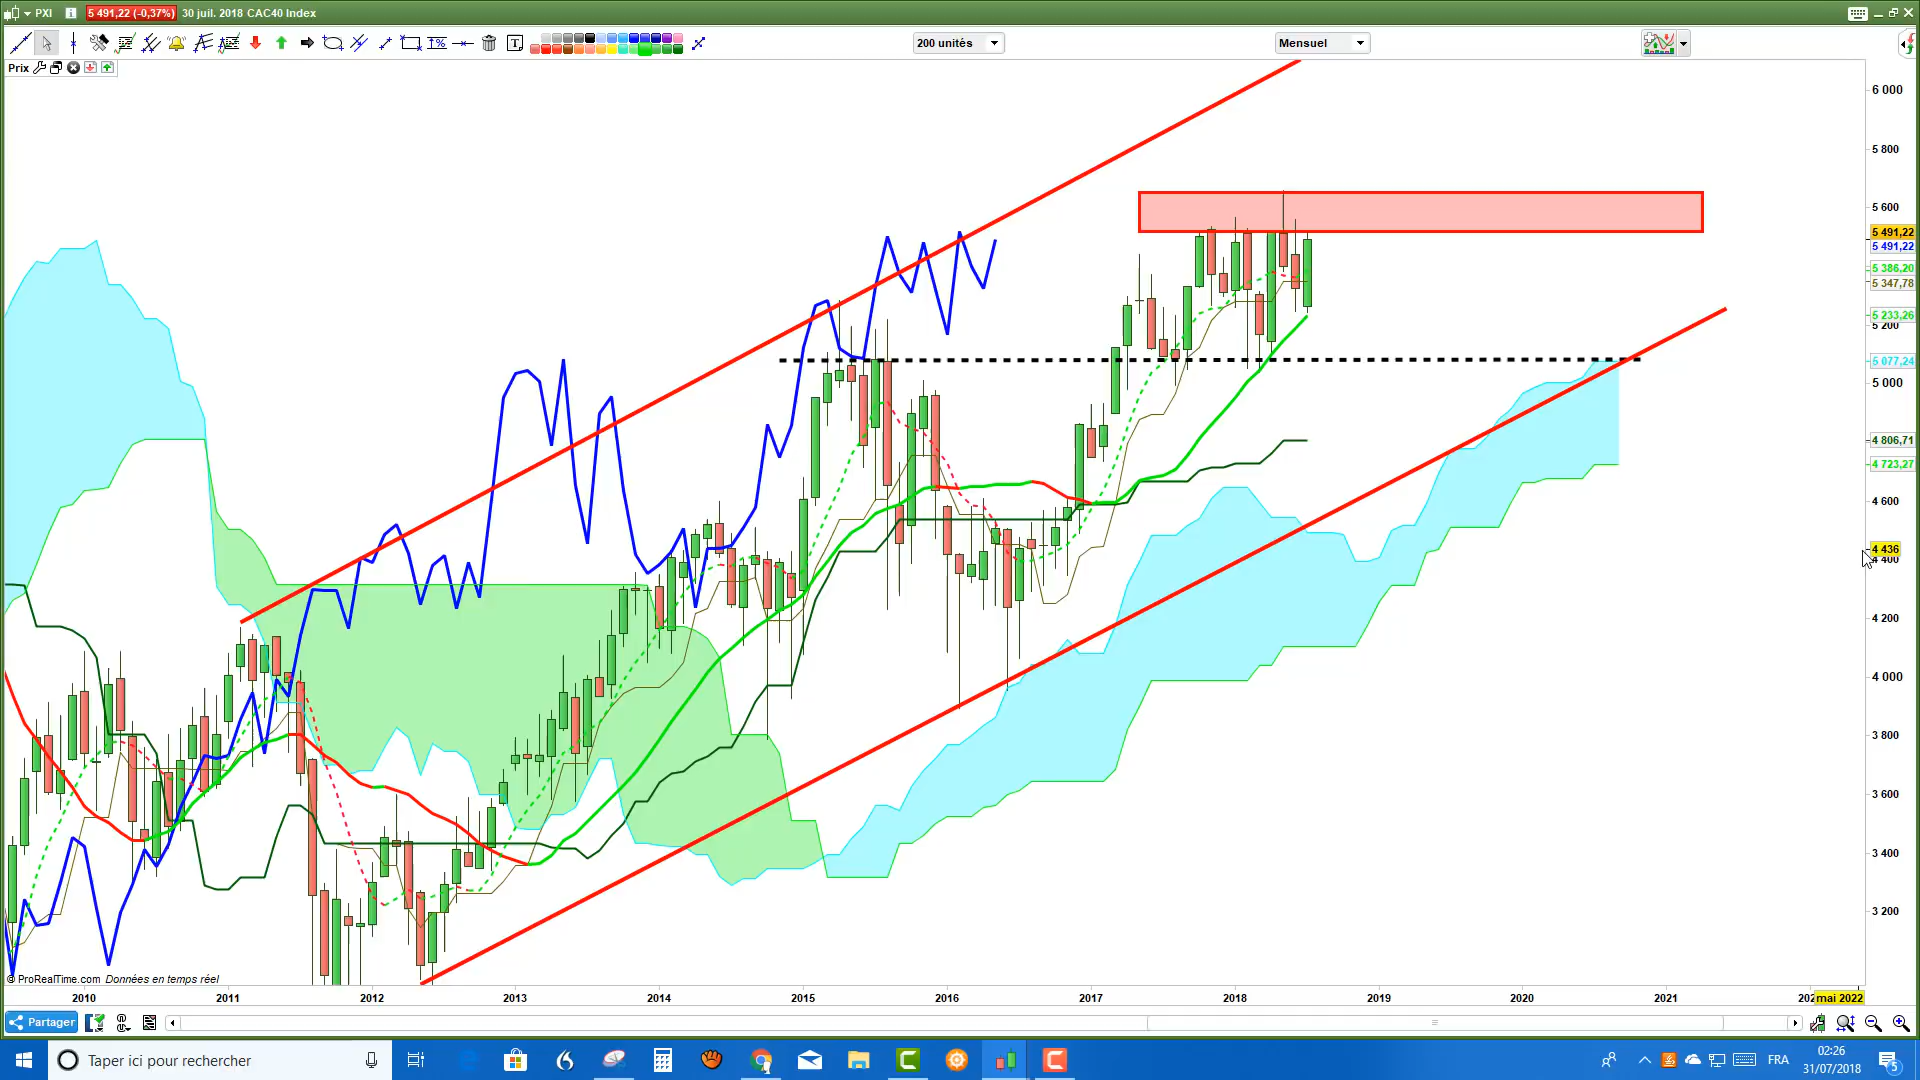 PXI 5 491,22 (-0,37%) 30 juil. 2018 CAC40 Index
200 unités
Mensuel
Prix
6 000
5 800
5 600
5 491,22
5 491,22
5 386,20
5 347,78
5 233,26
5 200
5 077,24
5 000
4 806,71
4 723,27
4 600
4 436
4 400
4 200
4 000
3 800
3 600
3 400
3 200
© ProRealTime.com Données en temps réel
2010 2011 2012 2013 2014 2015 2016 2017 2018 2019 2020 2021 mai 2022
Partager
Taper ici pour rechercher
FRA
02:26
31/07/2018
5